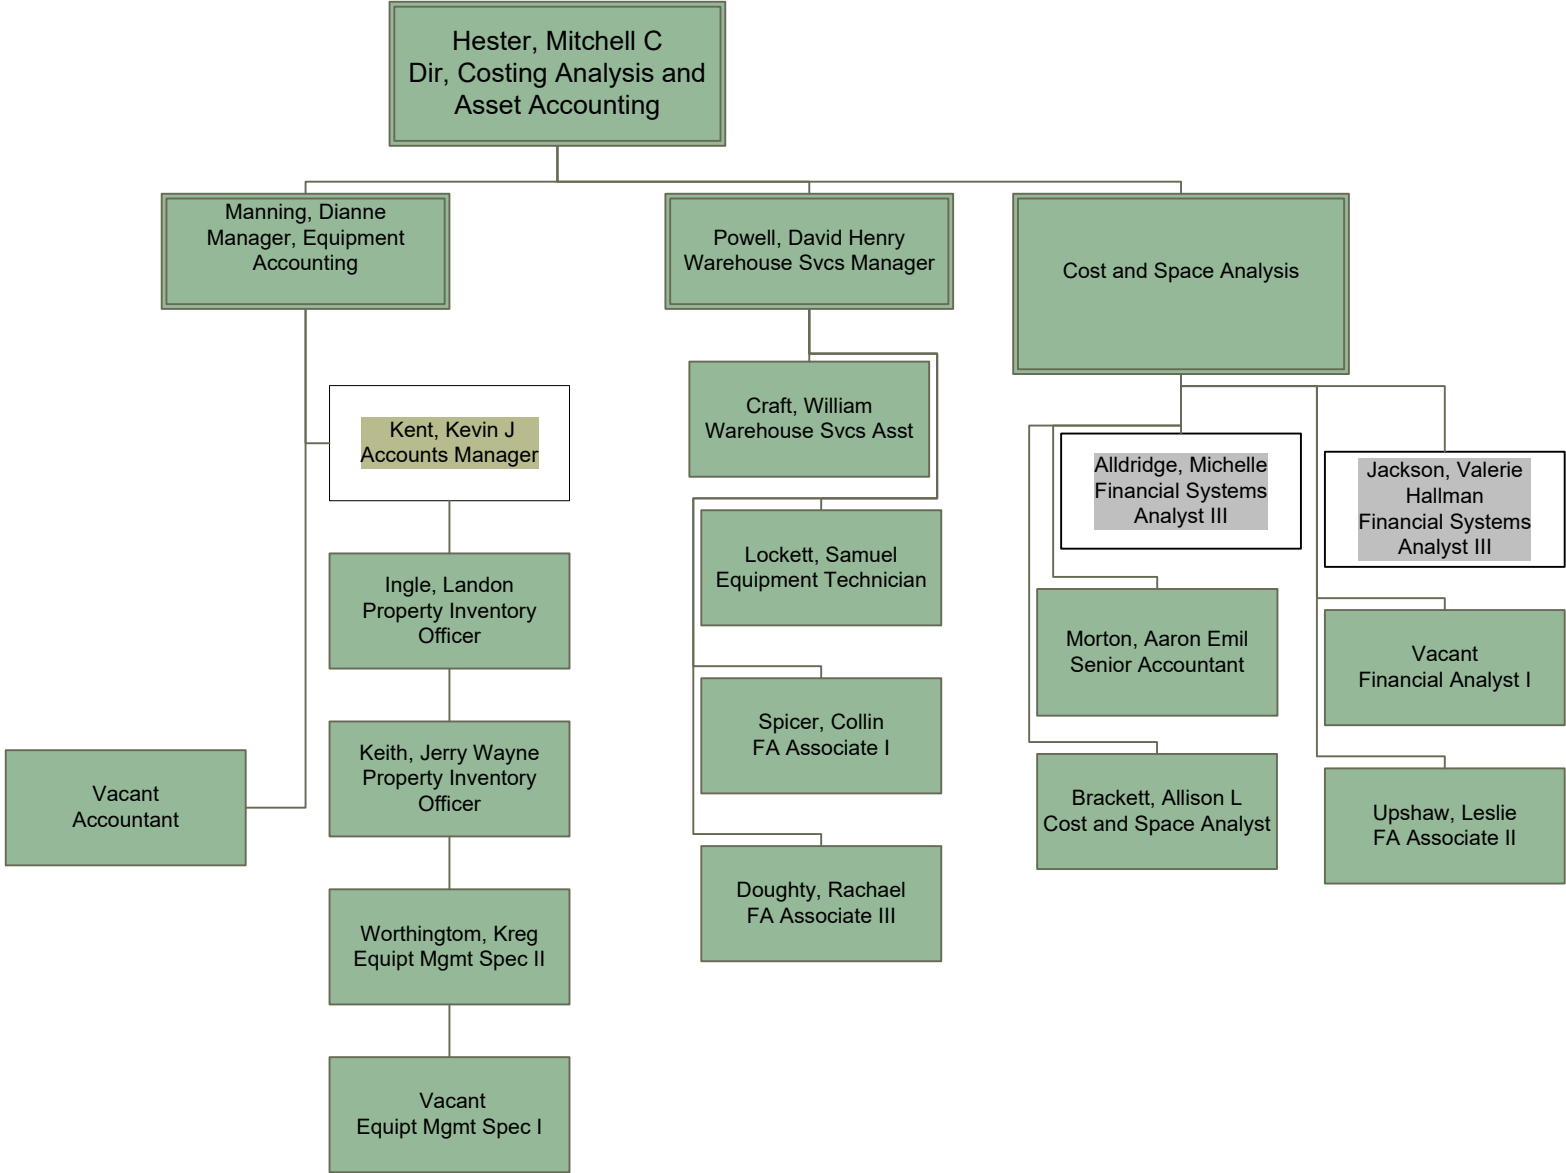 Hester, Mitchell C
Dir, Costing Analysis and
Asset Accounting
Manning, Dianne
Manager, Equipment
Accounting
Powell, David Henry
Warehouse Svcs Manager
Cost and Space Analysis
Kent, Kevin J
Accounts Manager
Ingle, Landon
Property Inventory
Officer
Keith, Jerry Wayne
Property Inventory
Officer
Vacant
Accountant
Worthingtom, Kreg
Equipt Mgmt Spec II
Vacant
Equipt Mgmt Spec I
Craft, William
Warehouse Svcs Asst
Lockett, Samuel
Equipment Technician
Spicer, Collin
FA Associate I
Doughty, Rachael
FA Associate III
Alldridge, Michelle
Financial Systems
Analyst III
Morton, Aaron Emil
Senior Accountant
Brackett, Allison L
Cost and Space Analyst
Jackson, Valerie
Hallman
Financial Systems
Analyst III
Vacant
Financial Analyst I
Upshaw, Leslie
FA Associate II